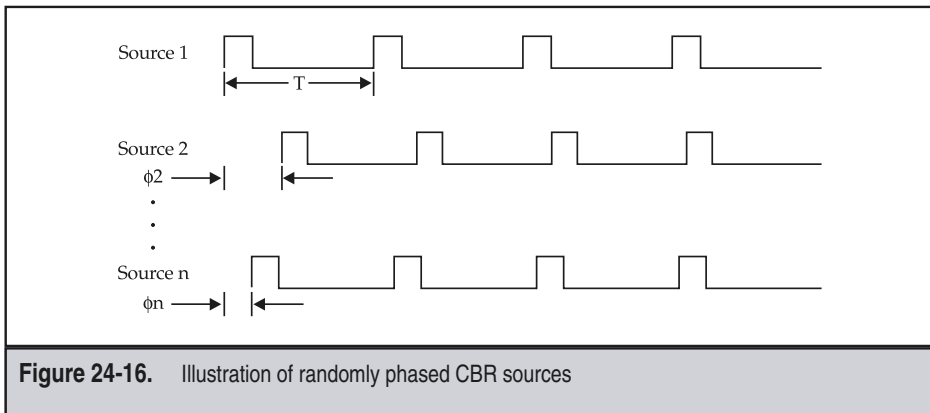 Source 1
T
Source 2
ϕ2
.
.
.
Source n
ϕn
Figure 24-16. Illustration of randomly phased CBR sources